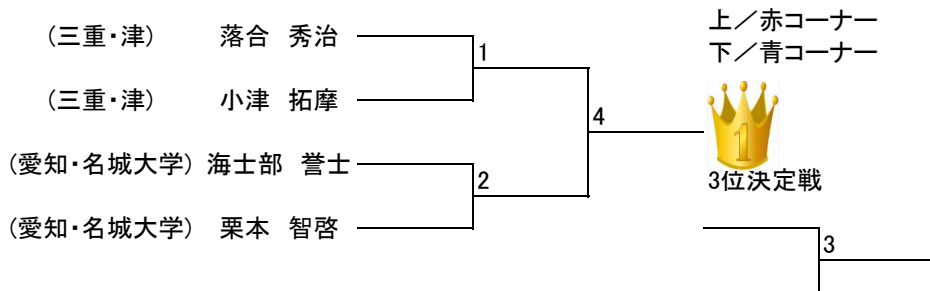 上／赤コーナー
下／青コーナー
(三重・津) 落合 秀治
1
(三重・津) 小津 拓摩
4
1
(愛知・名城大学) 海士部 誉士
3位決定戦
2
(愛知・名城大学) 栗本 智啓
3